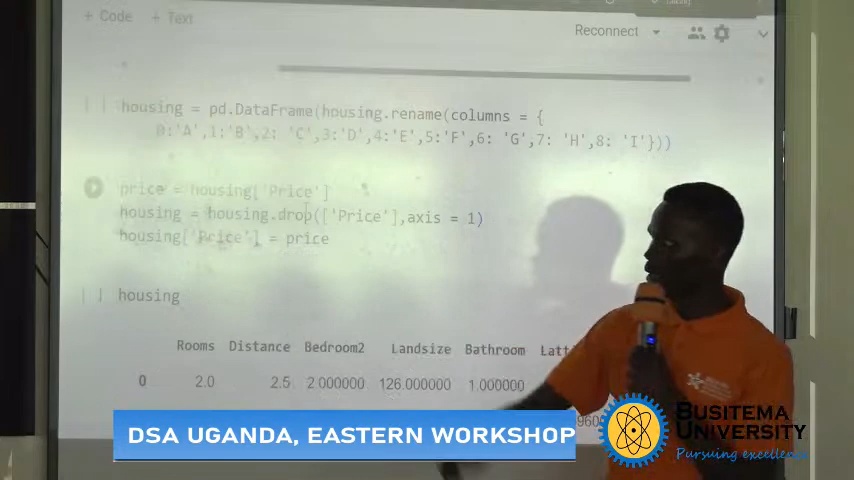 + Code + Text
Reconnect
[ ] housing = pd.DataFrame(housing.rename(columns = {
0:'A',1:'B',2: 'C',3:'D',4:'E',5:'F',6: 'G',7: 'H',8: 'I'}))
price = housing['Price']
housing = housing.drop(['Price'],axis = 1)
housing['Price'] = price
[ ] housing
Rooms Distance Bedroom2 Landsize Bathroom
0 2.0 2.5 2.000000 126.000000 1.000000
DSA UGANDA, EASTERN WORKSHOP
BUSITEMA
UNIVERSITY
Pursuing excellence